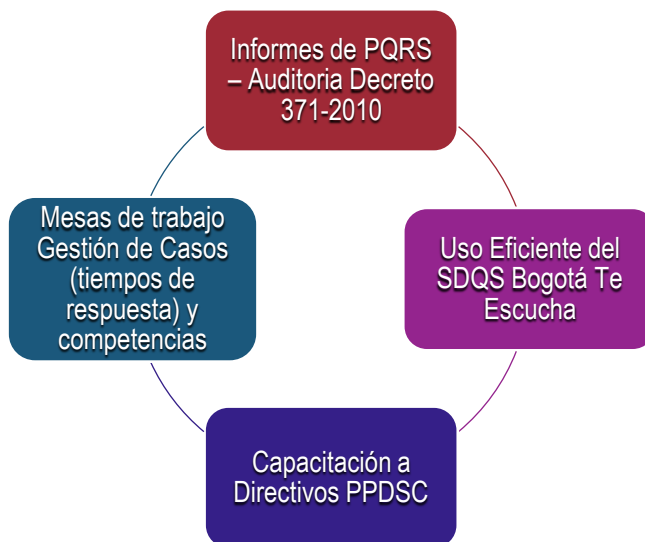 Informes de PQRS
– Auditoria Decreto
371-2010
Uso Eficiente del
SDQS Bogotá Te
Escucha
Capacitación a
Directivos PPDSC
Mesas de trabajo
Gestión de Casos
(tiempos de
respuesta) y
competencias